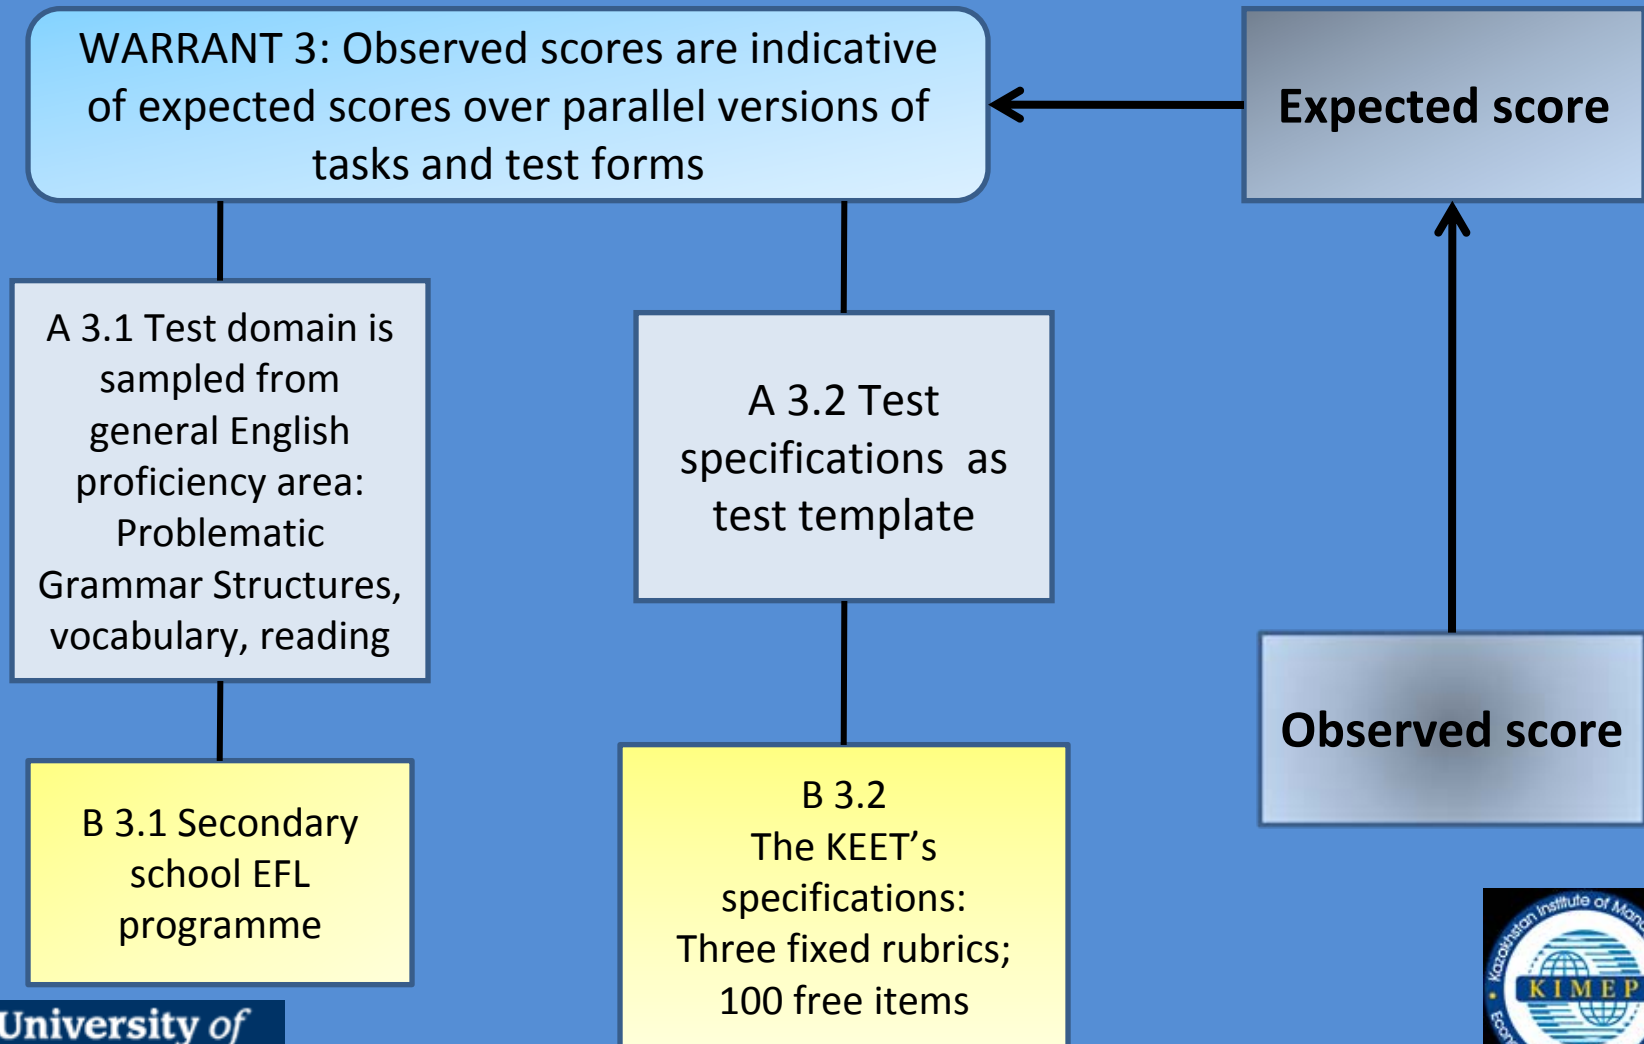 WARRANT 3: Observed scores are indicative
of expected scores over parallel versions of
tasks and test forms
Expected score
A 3.1 Test domain is
sampled from
general English
proficiency area:
Problematic
Grammar Structures,
vocabulary, reading
A 3.2 Test
specifications as
test template
Observed score
B 3.1 Secondary
school EFL
programme
B 3.2
The KEET’s
specifications:
Three fixed rubrics;
100 free items
University of
Kazakhstan Institute of
KIMEP